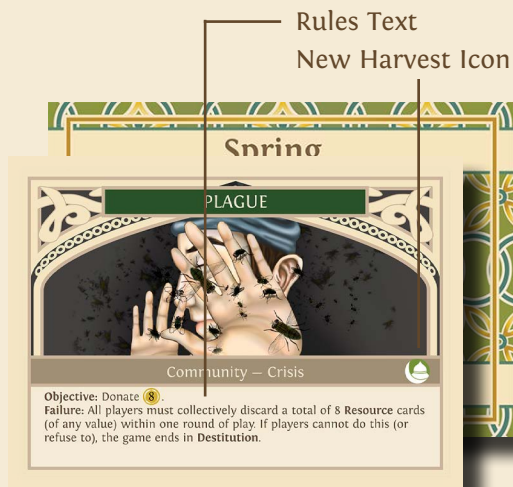 Rules Text
New Harvest Icon
Spring
PLAGUE
Community – Crisis
Objective: Donate 8.
Failure: All players must collectively discard a total of 8 Resource cards
(of any value) within one round of play. If players cannot do this (or
refuse to), the game ends in Destitution.